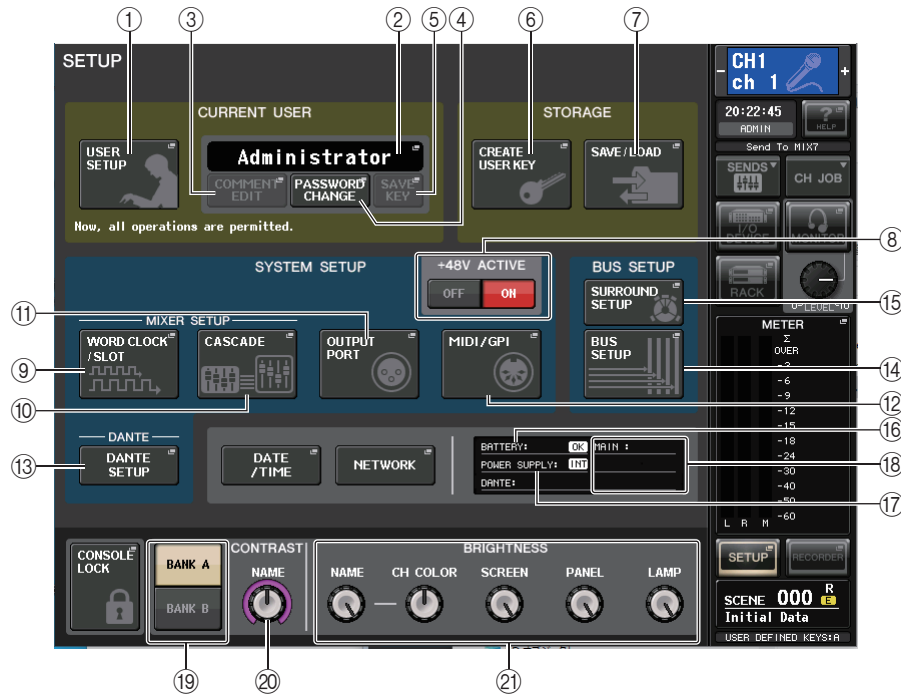 ① ③ ② ⑤ ④ ⑥ ⑦
SETUP
CH1
ch 1
- +
CURRENT USER
STORAGE
20:22:45
ADMIN
?
HELP
USER
SETUP
Administrator
COMMENT
EDIT
PASSWORD
CHANGE
SAVE
KEY
CREATE
USER KEY
SAVE/LOAD
Send To MIX7
SENDS
CH JOB
Now, all operations are permitted.
I/O
DEVICE
MONITOR
⑧
SYSTEM SETUP
+48V ACTIVE
OFF
ON
BUS SETUP
SURROUND
SETUP
RACK
LEVEL -10
⑪
⑮
MIXER SETUP
WORD CLOCK
/SLOT
CASCADE
OUTPUT
PORT
MIDI/GPI
BUS
SETUP
METER
Σ
OVER
-3
-6
-9
-12
-15
-18
-24
-30
-40
-50
-60
L R M
⑨
⑩
⑭
⑫
⑯
DANTE
DANTE
SETUP
DATE
/TIME
NETWORK
BATTERY: OK
POWER SUPPLY: INT
DANTE:
MAIN :
⑬
⑱
⑰
CONSOLE
LOCK
BANK A
BANK B
CONTRAST
NAME
BRIGHTNESS
NAME
CH COLOR
SCREEN
PANEL
LAMP
SETUP
RECORDER
SCENE 000 R
E
Initial Data
USER DEFINED KEYS:A
⑲ ⑳ ㉑